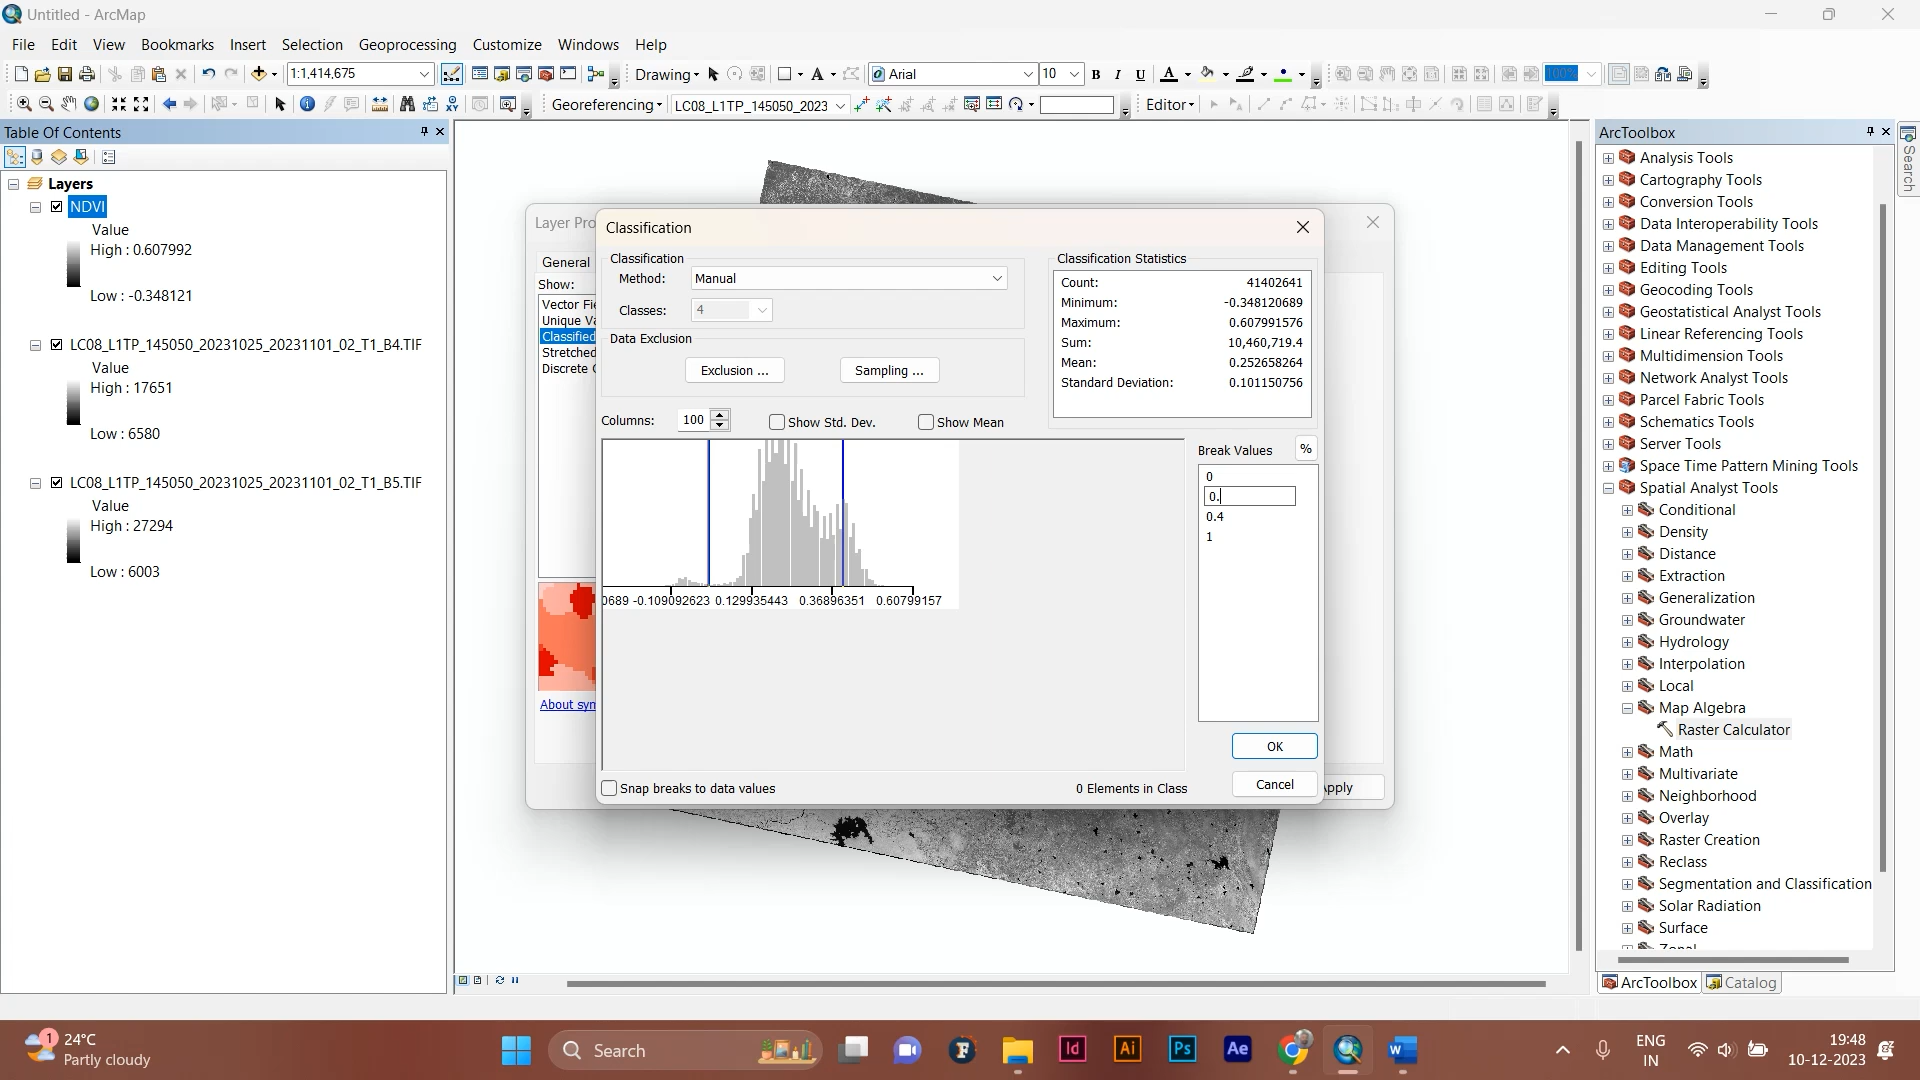 Untitled - ArcMap
File Edit View Bookmarks Insert Selection Geoprocessing Customize Windows Help
1:1,414,675 Drawing Arial 10 B I U A 100%
Georeferencing LC08_L1TP_145050_2023 Editor
Table Of Contents
Layers
NDVI
Value
High : 0.607992
Low : -0.348121
LC08_L1TP_145050_20231025_20231101_02_T1_B4.TIF
Value
High : 17651
Low : 6580
LC08_L1TP_145050_20231025_20231101_02_T1_B5.TIF
Value
High : 27294
Low : 6003
Layer Pro
General
Show:
Vector Fie
Unique Va
Classified
Stretched
Discrete C
About sym
Apply
Classification
Classification
Method: Manual
Classes: 4
Data Exclusion
Exclusion ... Sampling ...
Columns: 100 Show Std. Dev. Show Mean
Classification Statistics
Count: 41402641
Minimum: -0.348120689
Maximum: 0.607991576
Sum: 10,460,719.4
Mean: 0.252658264
Standard Deviation: 0.101150756
Break Values %
0
0.
0.4
1
0689 -0.109092623 0.129935443 0.36896351 0.60799157
OK
Snap breaks to data values 0 Elements in Class Cancel
ArcToolbox
Search
Analysis Tools
Cartography Tools
Conversion Tools
Data Interoperability Tools
Data Management Tools
Editing Tools
Geocoding Tools
Geostatistical Analyst Tools
Linear Referencing Tools
Multidimension Tools
Network Analyst Tools
Parcel Fabric Tools
Schematics Tools
Server Tools
Space Time Pattern Mining Tools
Spatial Analyst Tools
Conditional
Density
Distance
Extraction
Generalization
Groundwater
Hydrology
Interpolation
Local
Map Algebra
Raster Calculator
Math
Multivariate
Neighborhood
Overlay
Raster Creation
Reclass
Segmentation and Classification
Solar Radiation
Surface
Zonal
ArcToolbox Catalog
1 24°C
Partly cloudy
Search
Id Ai Ps Ae
ENG
IN
19:48
10-12-2023